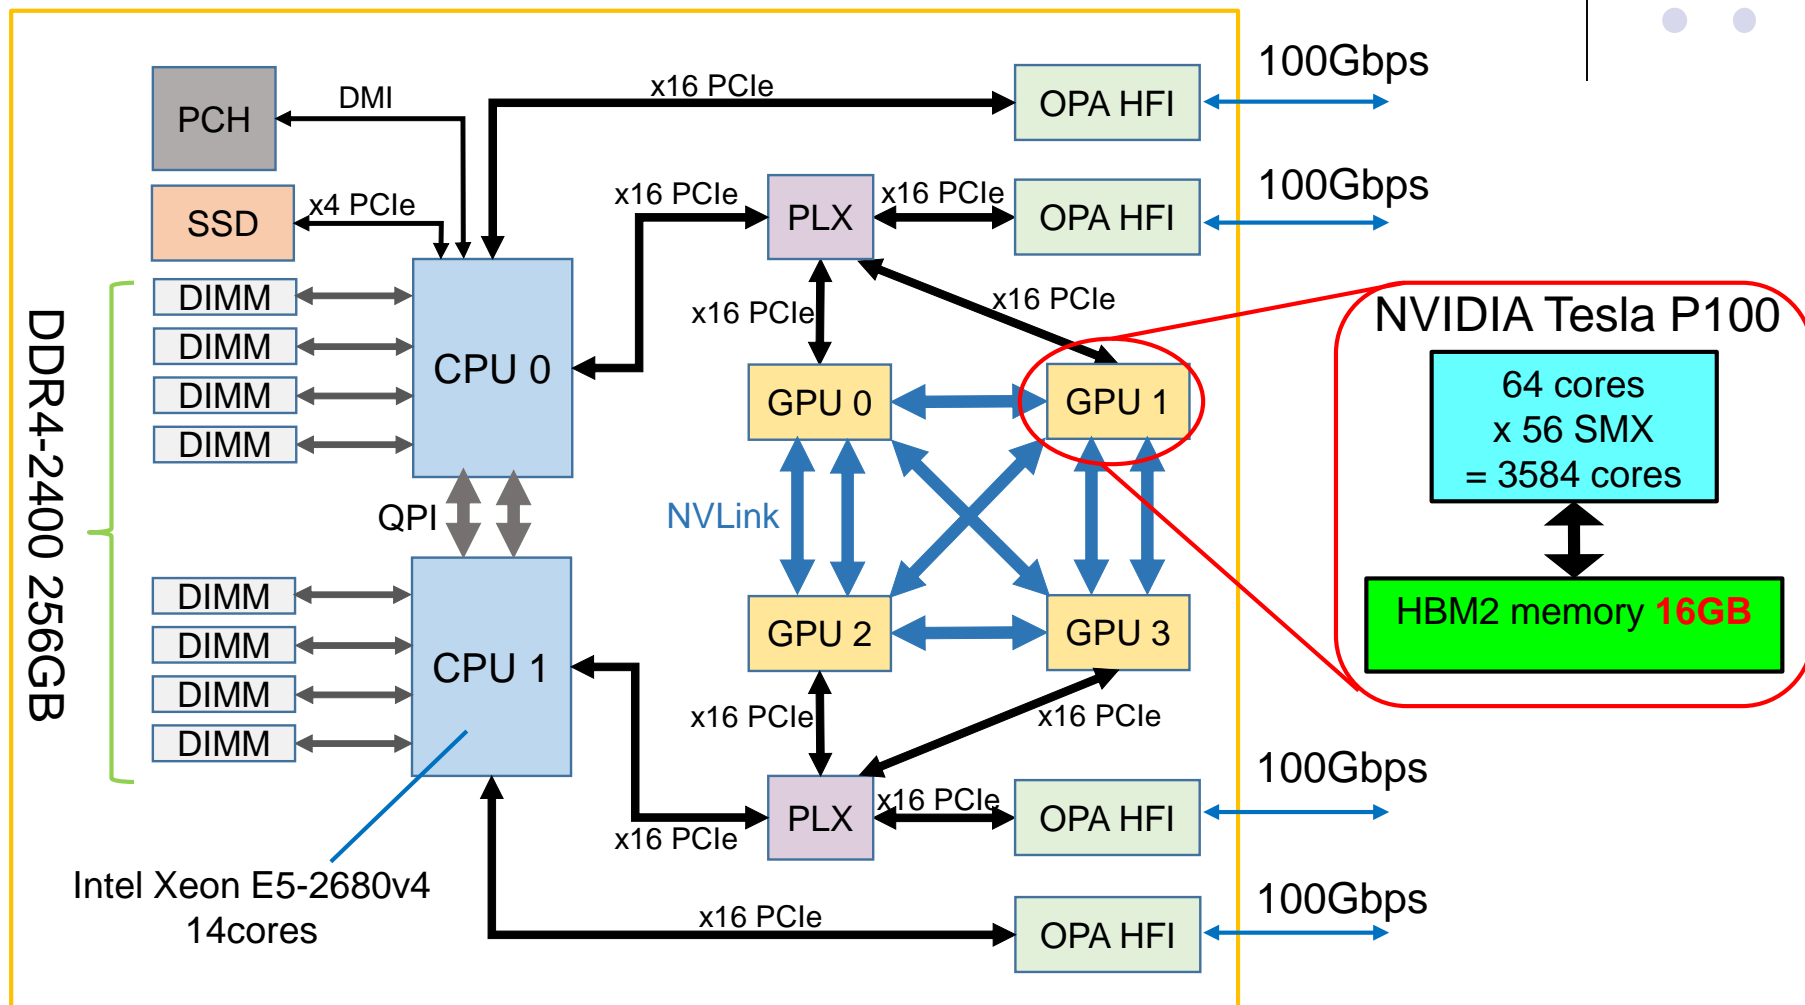 100Gbps
x16 PCIe
DMI
PCH
OPA HFI
100Gbps
x16 PCIe
x16 PCIe
x4 PCIe
SSD
PLX
OPA HFI
DIMM
x16 PCIe
x16 PCIe
NVIDIA Tesla P100
DIMM
CPU 0
DIMM
GPU 0
GPU 1
64 cores
x 56 SMX
= 3584 cores
DIMM
DDR4-2400 256GB
QPI
NVLink
DIMM
HBM2 memory 16GB
DIMM
GPU 2
GPU 3
CPU 1
DIMM
x16 PCIe
x16 PCIe
DIMM
100Gbps
x16 PCIe
PLX
OPA HFI
x16 PCIe
Intel Xeon E5-2680v4
14cores
100Gbps
x16 PCIe
OPA HFI